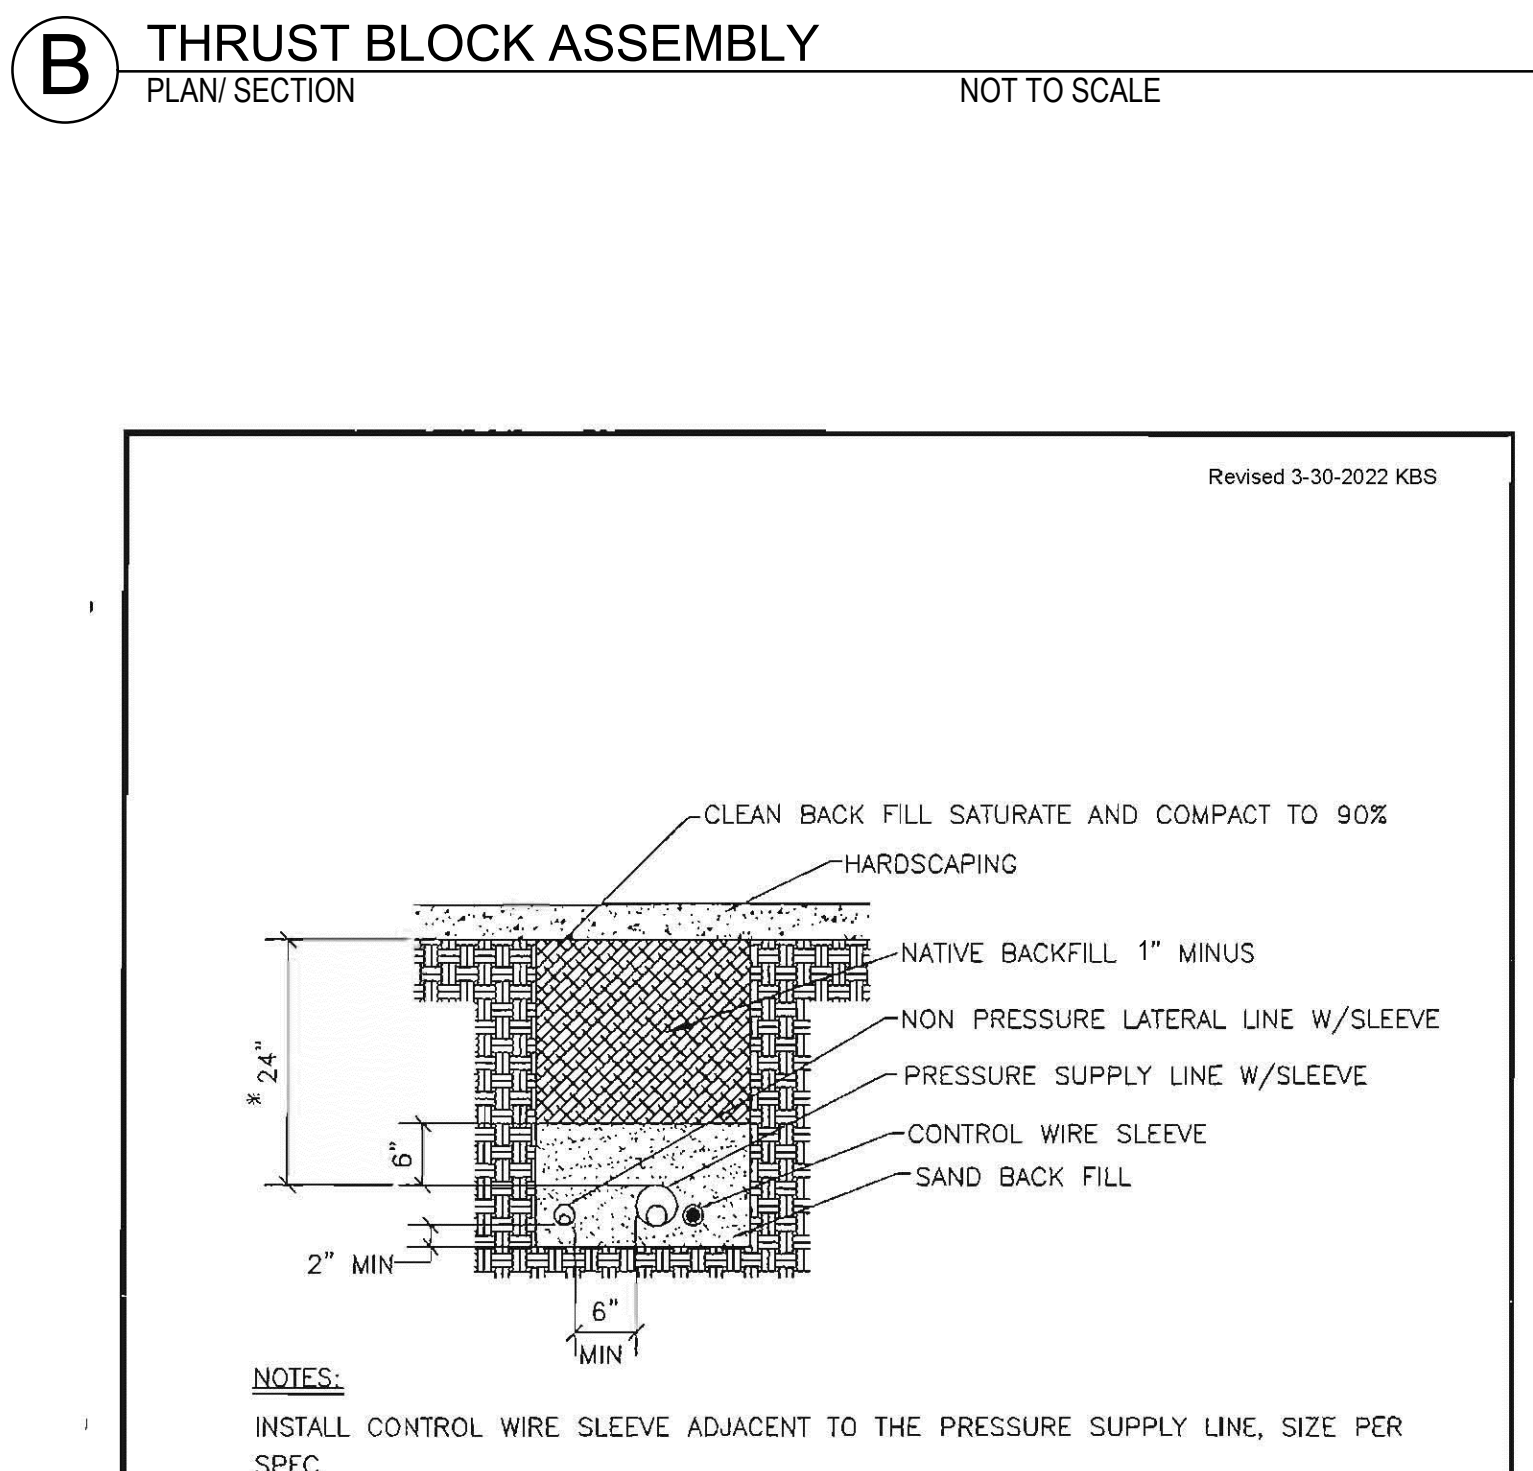 B
THRUST BLOCK ASSEMBLY
PLAN/ SECTION
NOT TO SCALE
Revised 3-30-2022 KBS
CLEAN BACK FILL SATURATE AND COMPACT TO 90%
HARDSCAPING
NATIVE BACKFILL 1" MINUS
NON PRESSURE LATERAL LINE W/SLEEVE
PRESSURE SUPPLY LINE W/SLEEVE
CONTROL WIRE SLEEVE
SAND BACK FILL
* 24"
6"
2" MIN
6"
MIN
NOTES:
INSTALL CONTROL WIRE SLEEVE ADJACENT TO THE PRESSURE SUPPLY LINE, SIZE PER
SPEC